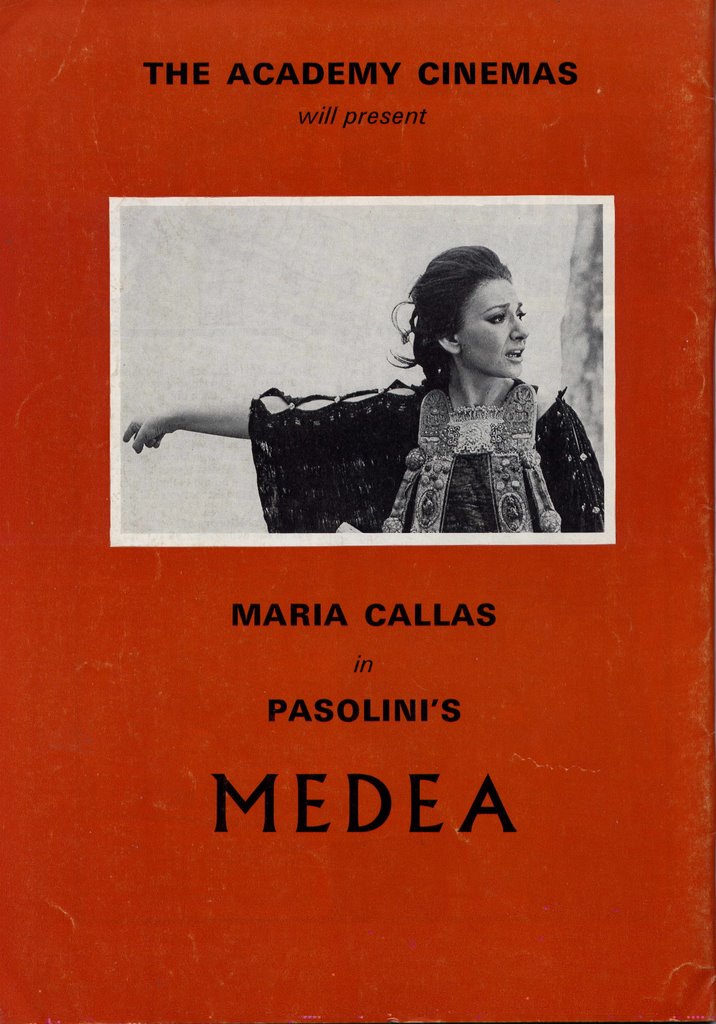 THE ACADEMY CINEMAS
will present
MARIA CALLAS
in
PASOLINI'S
MEDEA